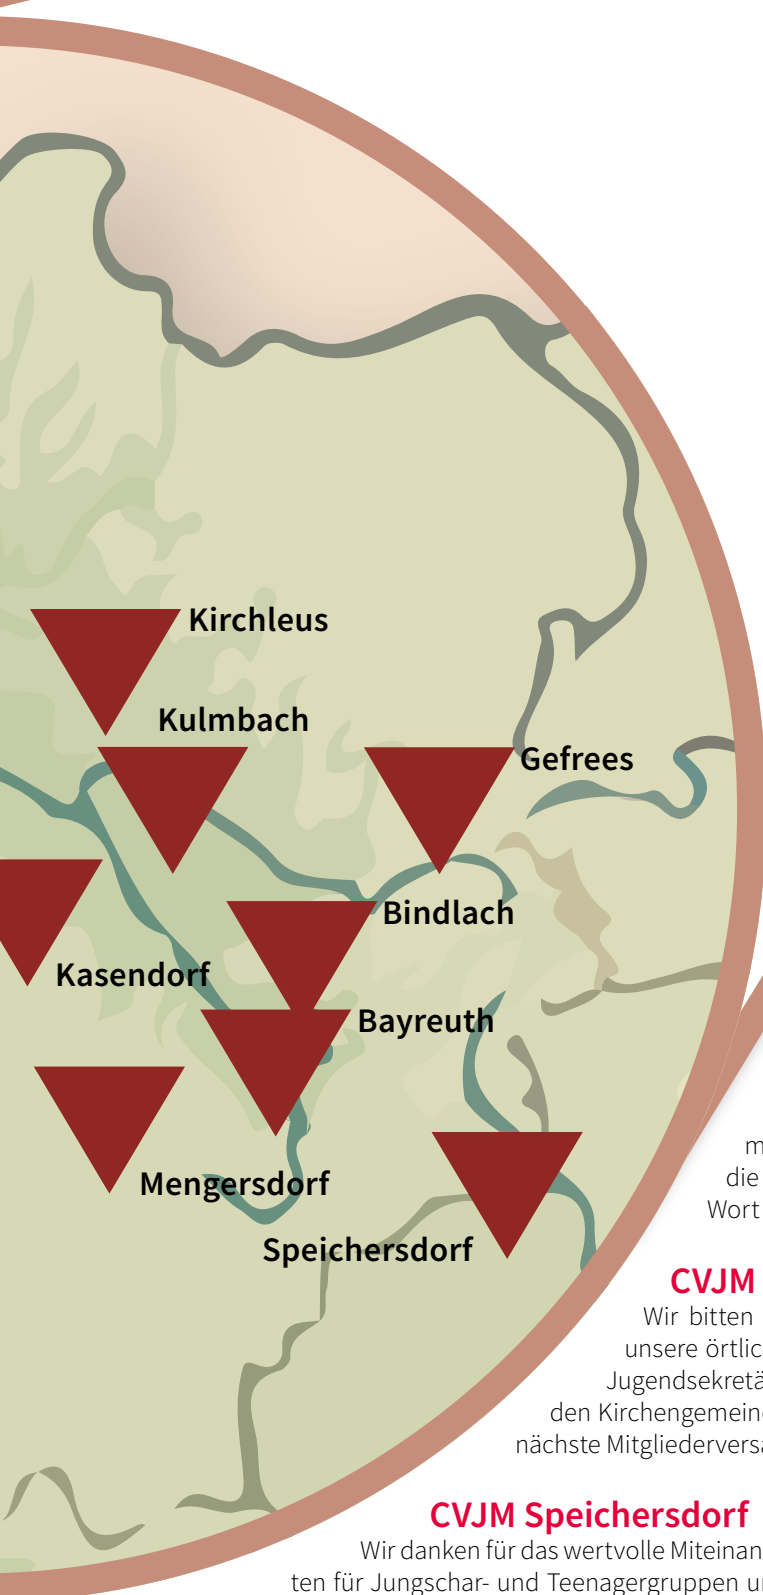 Kirchleus
Kulmbach
Gefrees
Bindlach
Kasendorf
Bayreuth
Mengersdorf
Speichersdorf
die
Wort
CVJM
Wir bitten
unsere örtlic
Jugendsekretä
den Kirchengemein
nächste Mitgliedervers
CVJM Speichersdorf
Wir danken für das wertvolle Miteinan
ten für Jungschar- und Teenagergruppen u